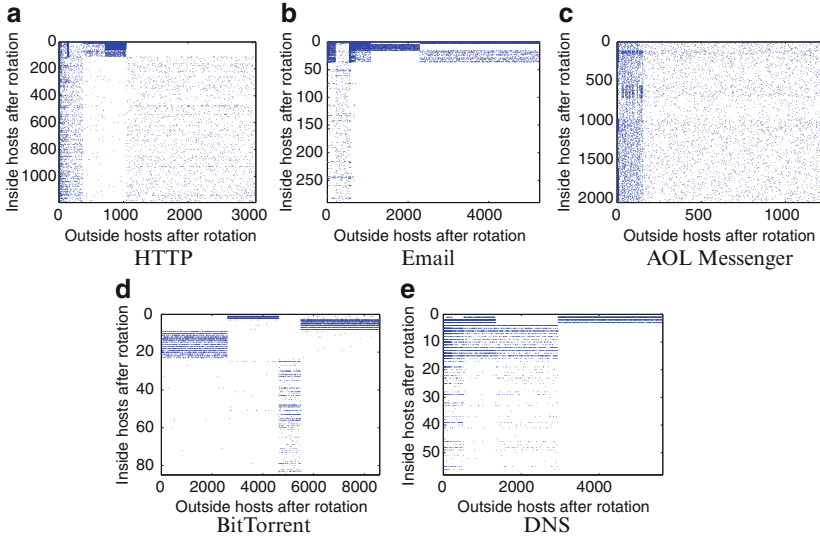 a
Inside hosts after rotation
0
200
400
600
800
1000
0 1000 2000 3000
Outside hosts after rotation
HTTP
b
Inside hosts after rotation
0
50
100
150
200
250
0 2000 4000
Outside hosts after rotation
Email
c
Inside hosts after rotation
0
500
1000
1500
2000
0 500 1000
Outside hosts after rotation
AOL Messenger
d
Inside hosts after rotation
0
20
40
60
80
0 2000 4000 6000 8000
Outside hosts after rotation
BitTorrent
e
Inside hosts after rotation
0
10
20
30
40
50
0 2000 4000
Outside hosts after rotation
DNS